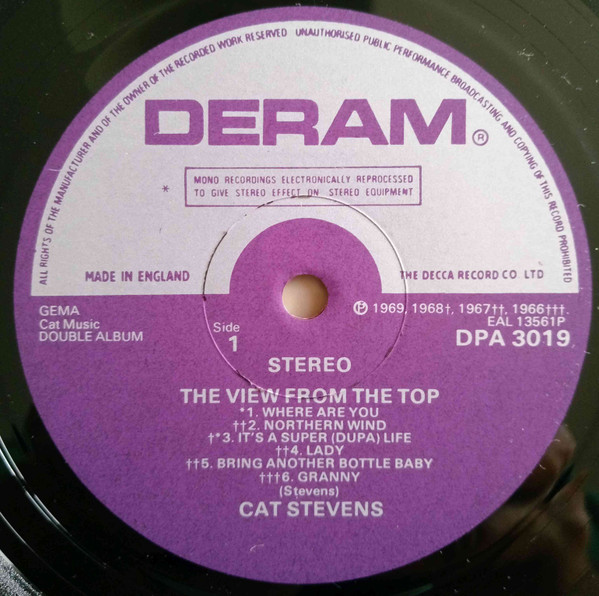 ALL RIGHTS OF THE MANUFACTURER AND OF THE OWNER OF THE RECORDED WORK RESERVED UNAUTHORISED PUBLIC PERFORMANCE BROADCASTING AND COPYING OF THIS RECORD PROHIBITED
DERAM ®
* MONO RECORDINGS ELECTRONICALLY REPROCESSED
TO GIVE STEREO EFFECT ON STEREO EQUIPMENT
MADE IN ENGLAND
THE DECCA RECORD CO LTD
GEMA
Cat Music
DOUBLE ALBUM
Side
1
℗ 1969, 1968†, 1967††, 1966†††.
EAL 13561P
DPA 3019
STEREO
THE VIEW FROM THE TOP
*1. WHERE ARE YOU
††2. NORTHERN WIND
†*3. IT'S A SUPER (DUPA) LIFE
††4. LADY
††5. BRING ANOTHER BOTTLE BABY
†††6. GRANNY
(Stevens)
CAT STEVENS